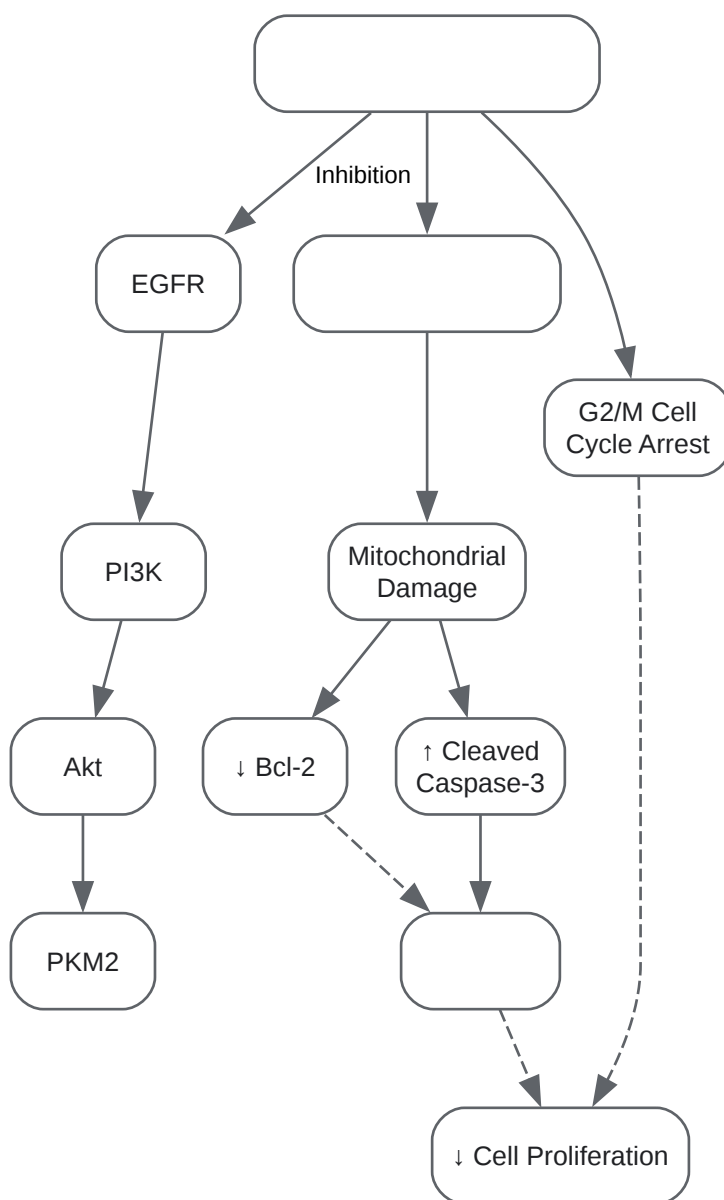 Inhibition
EGFR
G2/M Cell
Cycle Arrest
PI3K
Mitochondrial
Damage
Akt
↓ Bcl-2
↑ Cleaved
Caspase-3
PKM2
↓ Cell Proliferation